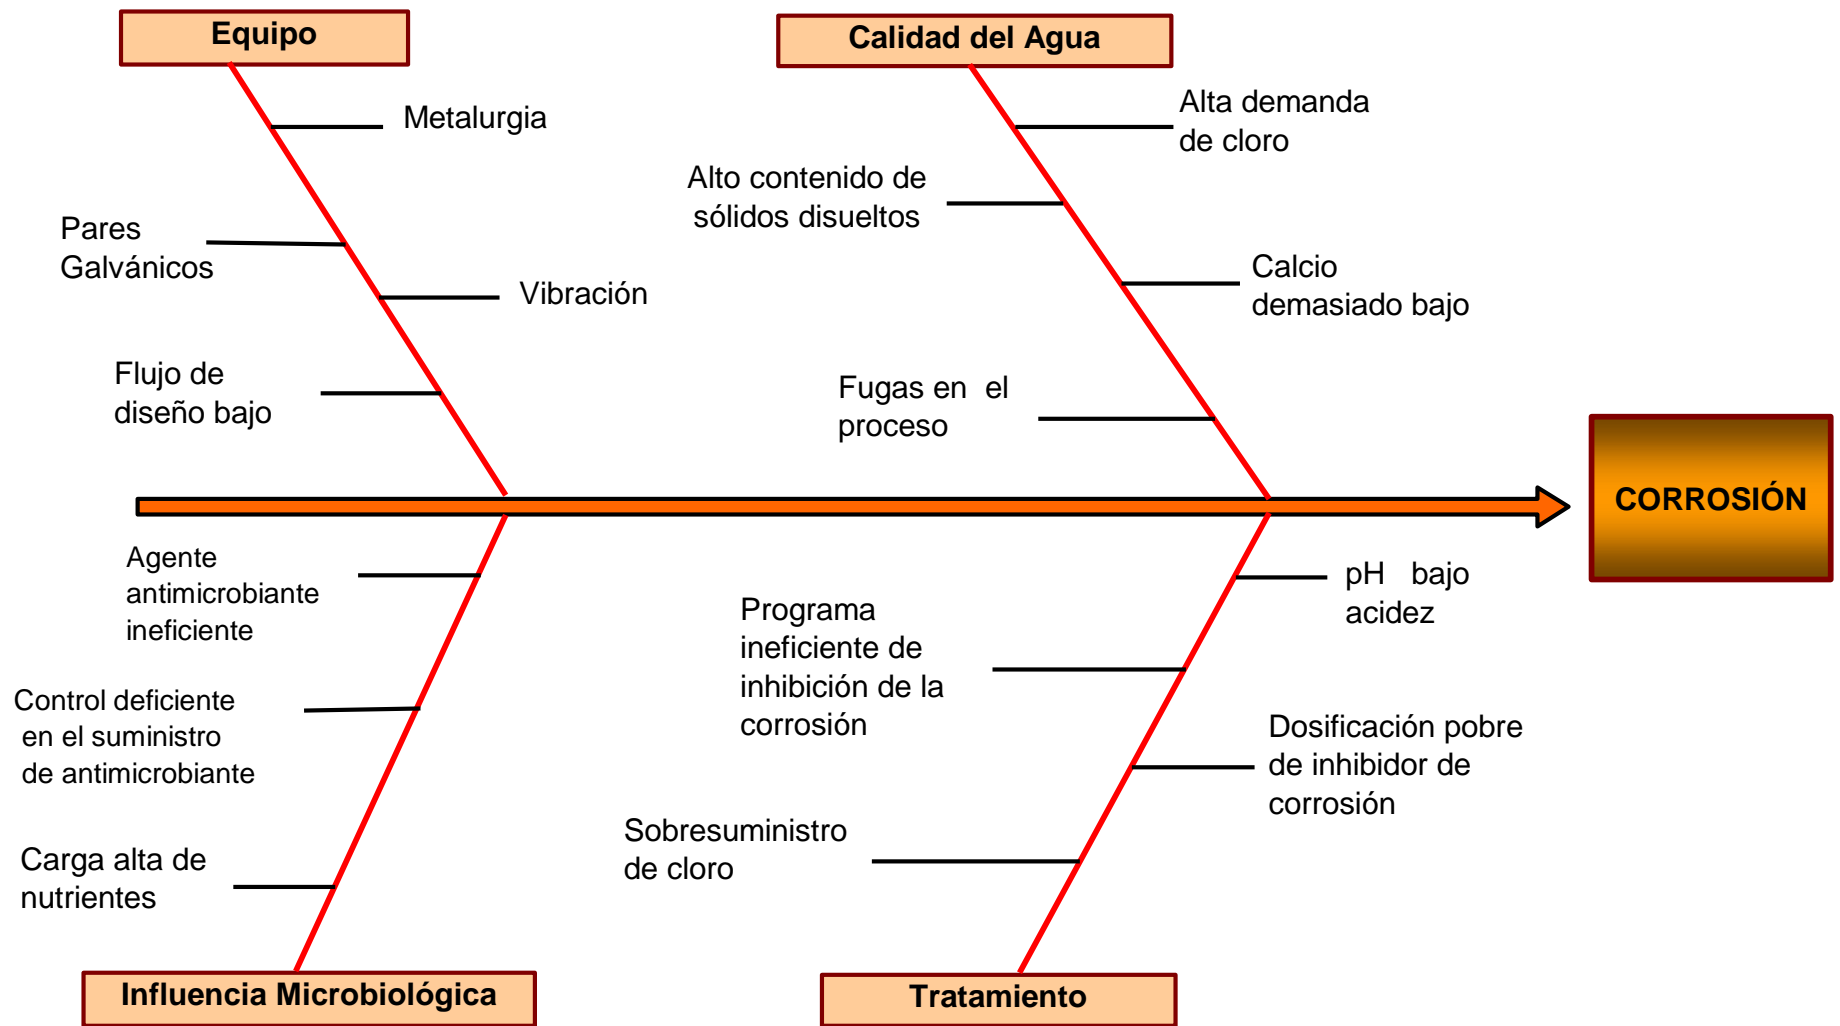 Equipo
Calidad del Agua
Metalurgia
Alta demanda
de cloro
Alto contenido de
sólidos disueltos
Pares
Galvánicos
Vibración
Calcio
demasiado bajo
Flujo de
diseño bajo
Fugas en el
proceso
CORROSIÓN
Agente
antimicrobiante
ineficiente
pH bajo
acidez
Programa
ineficiente de
inhibición de la
corrosión
Control deficiente
en el suministro
de antimicrobiante
Dosificación pobre
de inhibidor de
corrosión
Sobresuministro
de cloro
Carga alta de
nutrientes
Influencia Microbiológica
Tratamiento